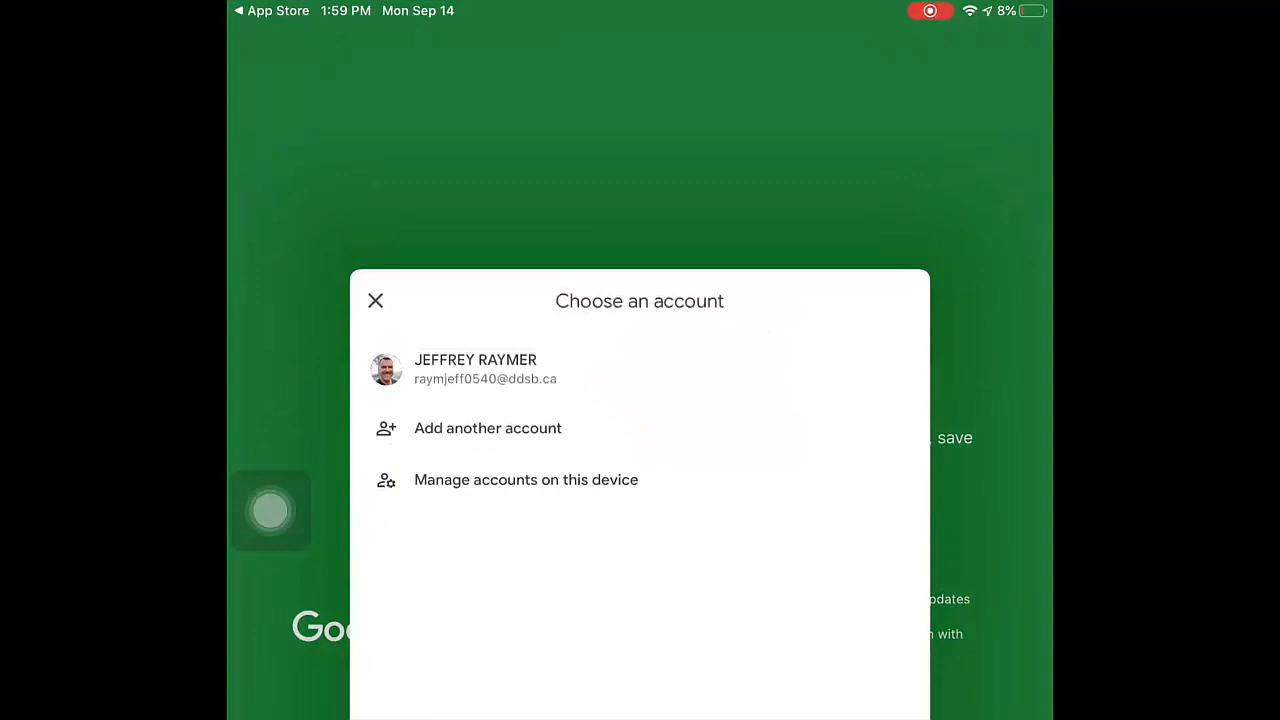 ◀ App Store 1:59 PM Mon Sep 14 8%
Choose an account
JEFFREY RAYMER
raymjeff0540@ddsb.ca
Add another account
, save
Manage accounts on this device
pdates
Goo
n with